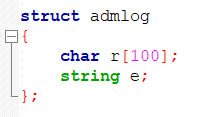 struct admlog
{
char r[100];
string e;
};